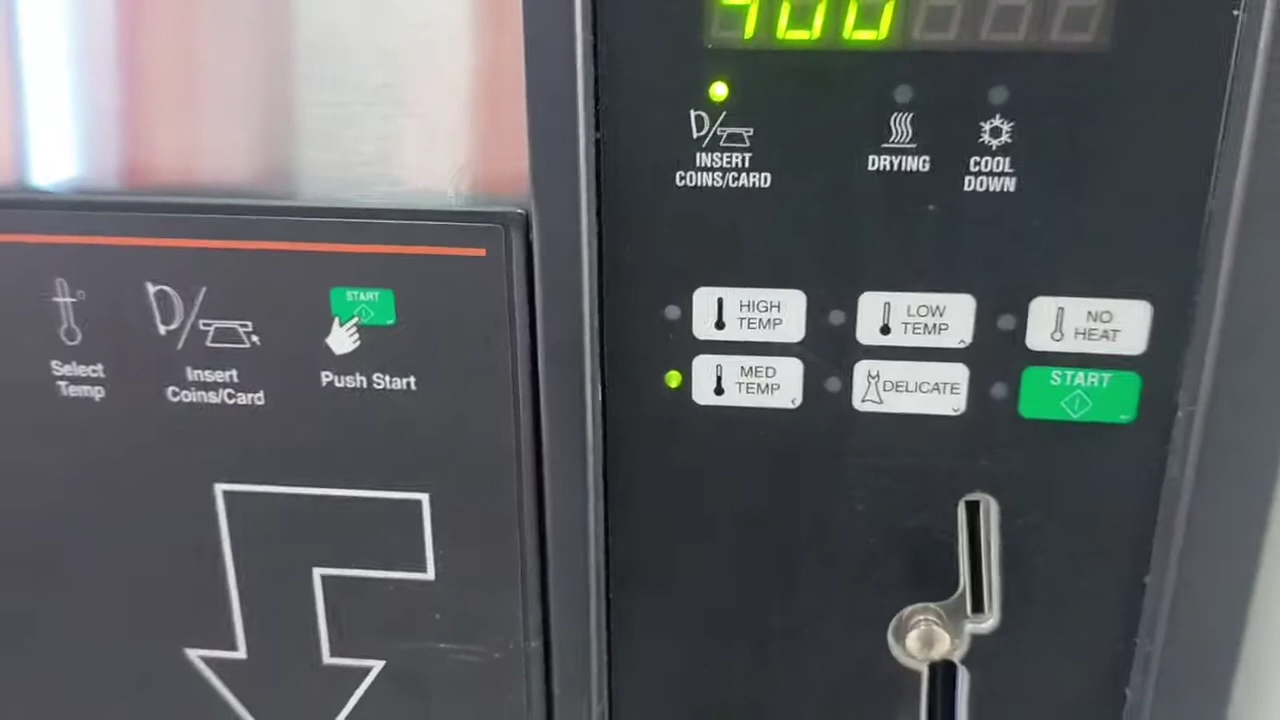 INSERT
COINS/CARD
DRYING
COOL
DOWN
HIGH
TEMP
LOW
TEMP
NO
HEAT
MED
TEMP
DELICATE
START
START
Select
Temp
Insert
Coins/Card
Push Start